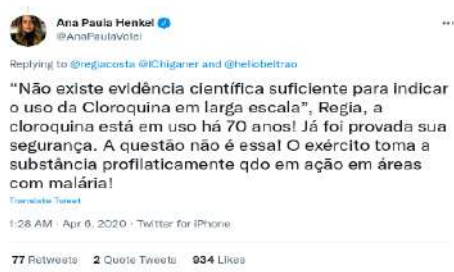 Ana Paula Henkel
@AnaPaulaVolei
Replying to @regiacosta @lChiganer and @heliobeltrao
“Não existe evidência científica suficiente para indicar
o uso da Cloroquina em larga escala”, Regia, a
cloroquina está em uso há 70 anos! Já foi provada sua
segurança. A questão não é essa! O exército toma a
substância profilaticamente qdo em ação em áreas
com malária!
Translate Tweet
1:28 AM · Apr 6, 2020 · Twitter for iPhone
77 Retweets 2 Quote Tweets 934 Likes